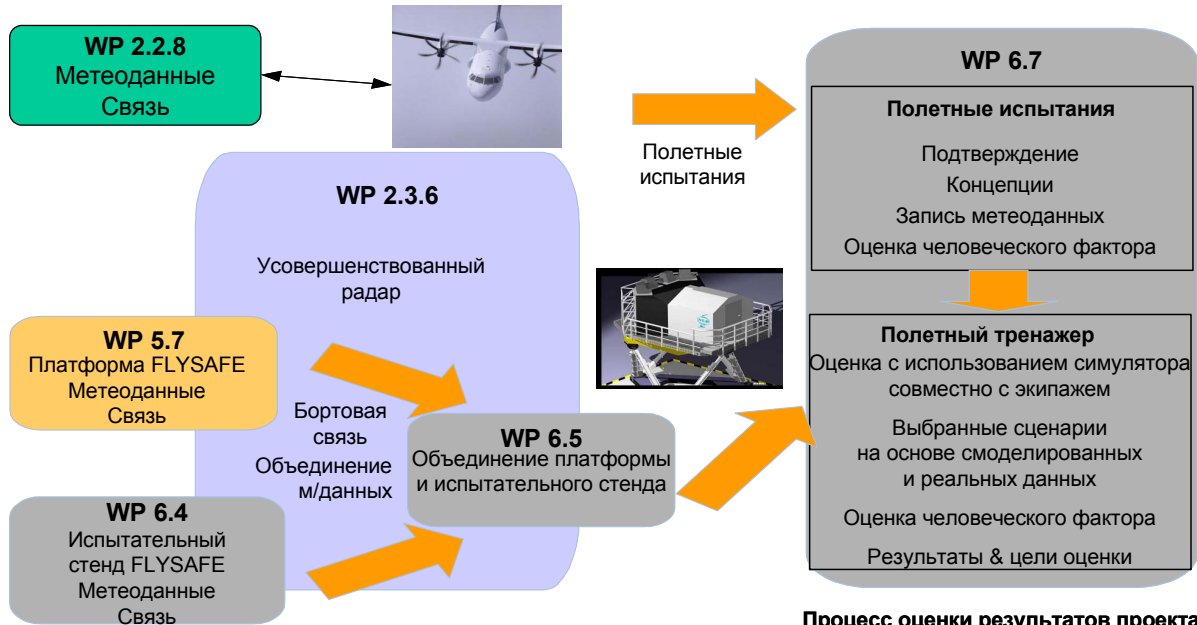 WP 2.2.8
Метеоданные
Связь
WP 2.3.6
Усовершенствованный
радар
WP 5.7
Платформа FLYSAFE
Метеоданные
Связь
Бортовая
связь
Объединение
м/данных
WP 6.4
Испытательный
стенд FLYSAFE
Метеоданные
Связь
WP 6.5
Объединение платформы
и испытательного стенда
Полетные
испытания
WP 6.7
Полетные испытания
Подтверждение
Концепции
Запись метеоданных
Оценка человеческого фактора
Полетный тренажер
Оценка с использованием симулятора
совместно с экипажем
Выбранные сценарии
на основе смоделированных
и реальных данных
Оценка человеческого фактора
Результаты & цели оценки
Процесс оценки результатов проекта